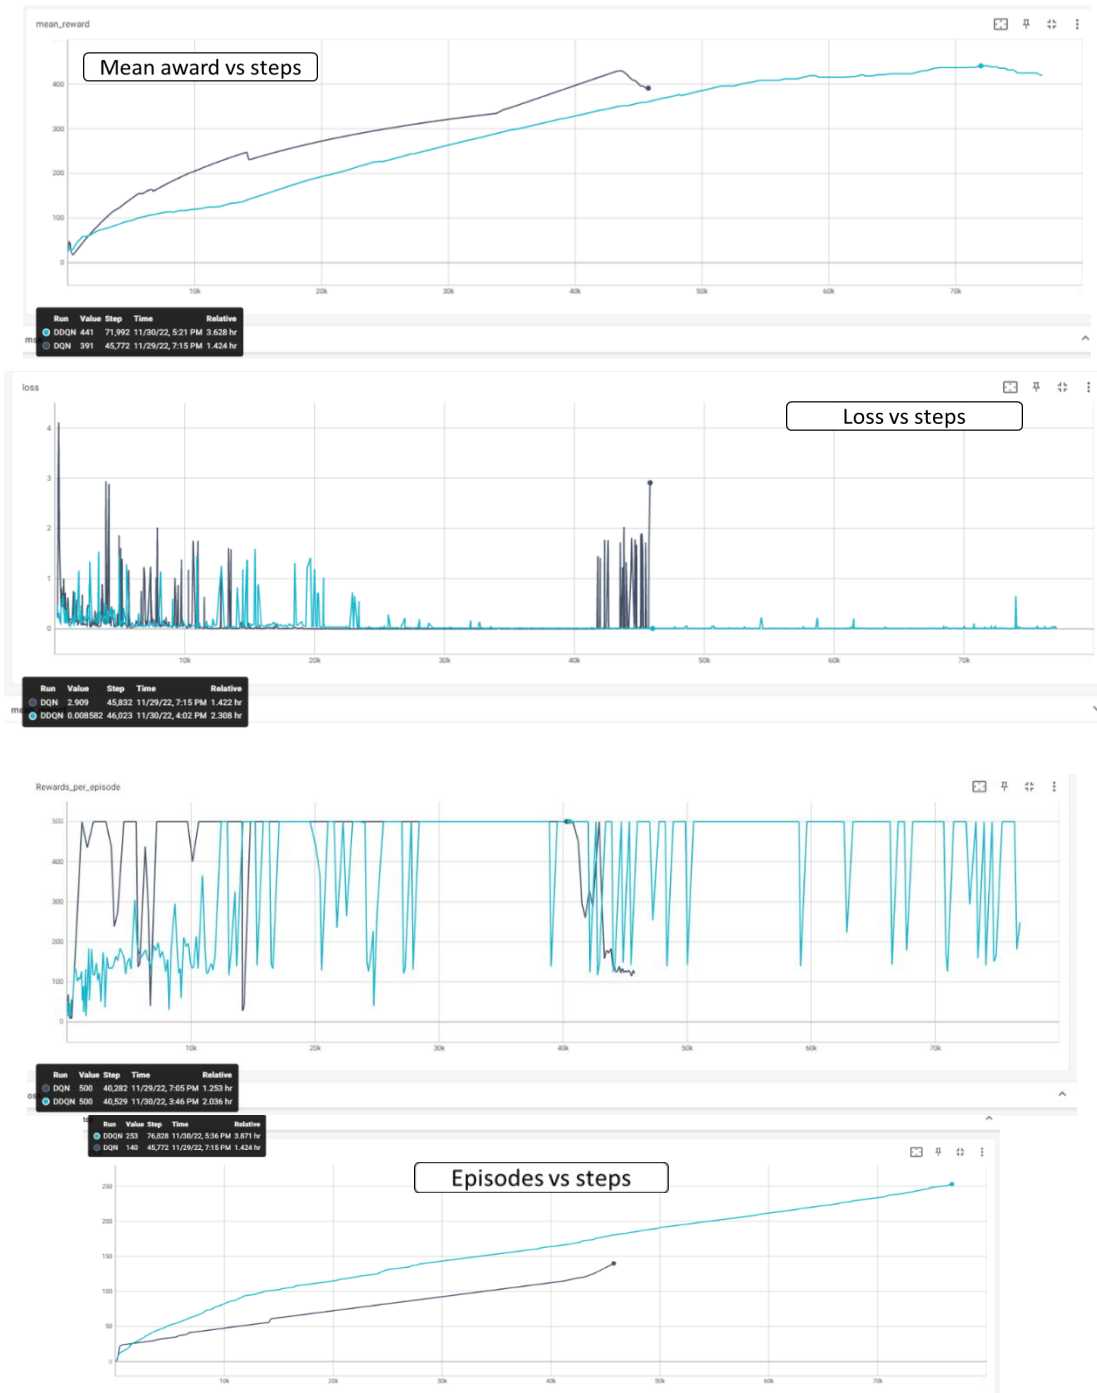 mean_reward
Mean award vs steps
400
300
200
100
0
10k 20k 30k 40k 50k 60k 70k
Run Value Step Time Relative
DDQN 441 71,992 11/30/22, 5:21 PM 3.628 hr
DQN 391 45,772 11/29/22, 7:15 PM 1.424 hr
loss
Loss vs steps
4
3
2
1
0
10k 20k 30k 40k 50k 60k 70k
Run Value Step Time Relative
DQN 2.909 45,832 11/29/22, 7:15 PM 1.422 hr
DDQN 0.008582 46,023 11/30/22, 4:02 PM 2.308 hr
Rewards_per_episode
500
400
300
200
100
0
10k 20k 30k 40k 50k 60k 70k
Run Value Step Time Relative
DQN 500 40,282 11/29/22, 7:05 PM 1.253 hr
DDQN 500 40,529 11/30/22, 3:46 PM 2.036 hr
Run Value Step Time Relative
DDQN 253 76,828 11/30/22, 5:36 PM 3.871 hr
DQN 140 45,772 11/29/22, 7:15 PM 1.424 hr
Episodes vs steps
250
200
150
100
50
0
10k 20k 30k 40k 50k 60k 70k